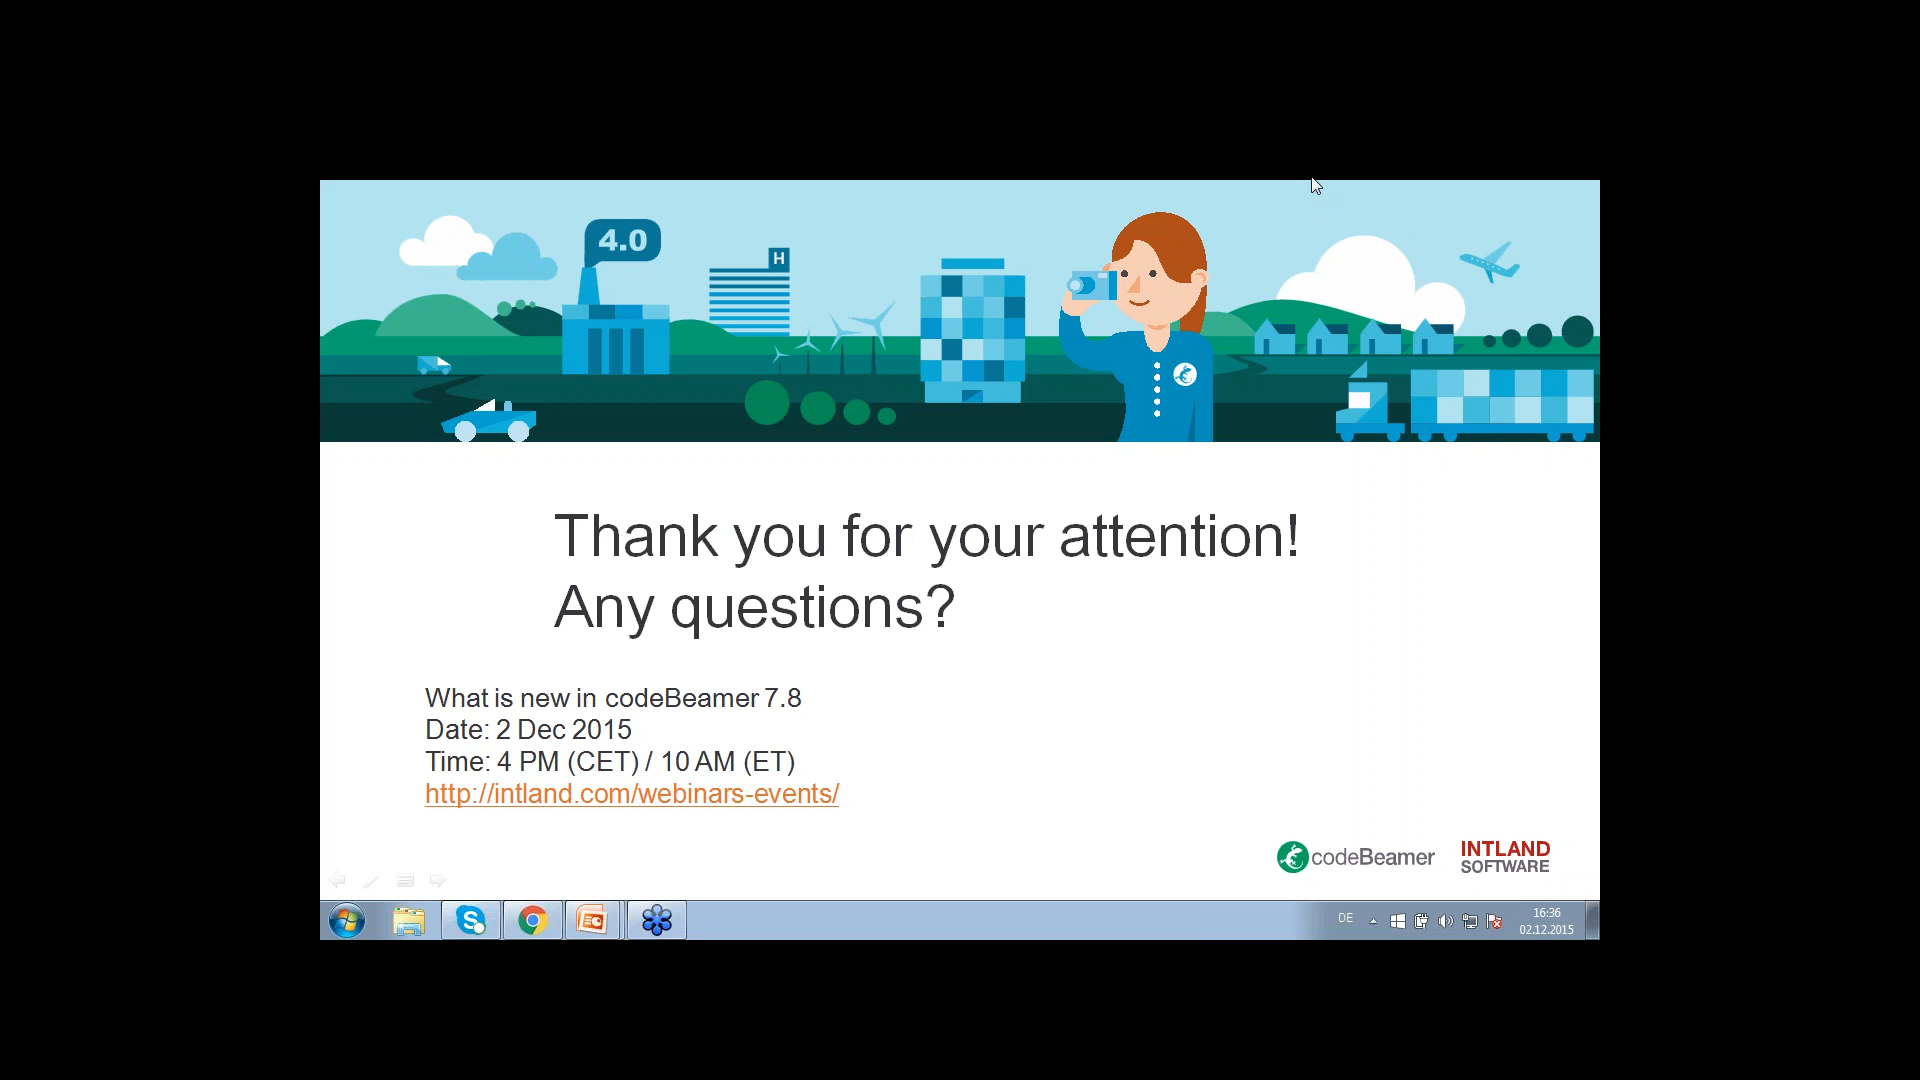 4.0
H
Thank you for your attention!
Any questions?
What is new in codeBeamer 7.8
Date: 2 Dec 2015
Time: 4 PM (CET) / 10 AM (ET)
http://intland.com/webinars-events/
codeBeamer
INTLAND
SOFTWARE
DE
16:36
02.12.2015